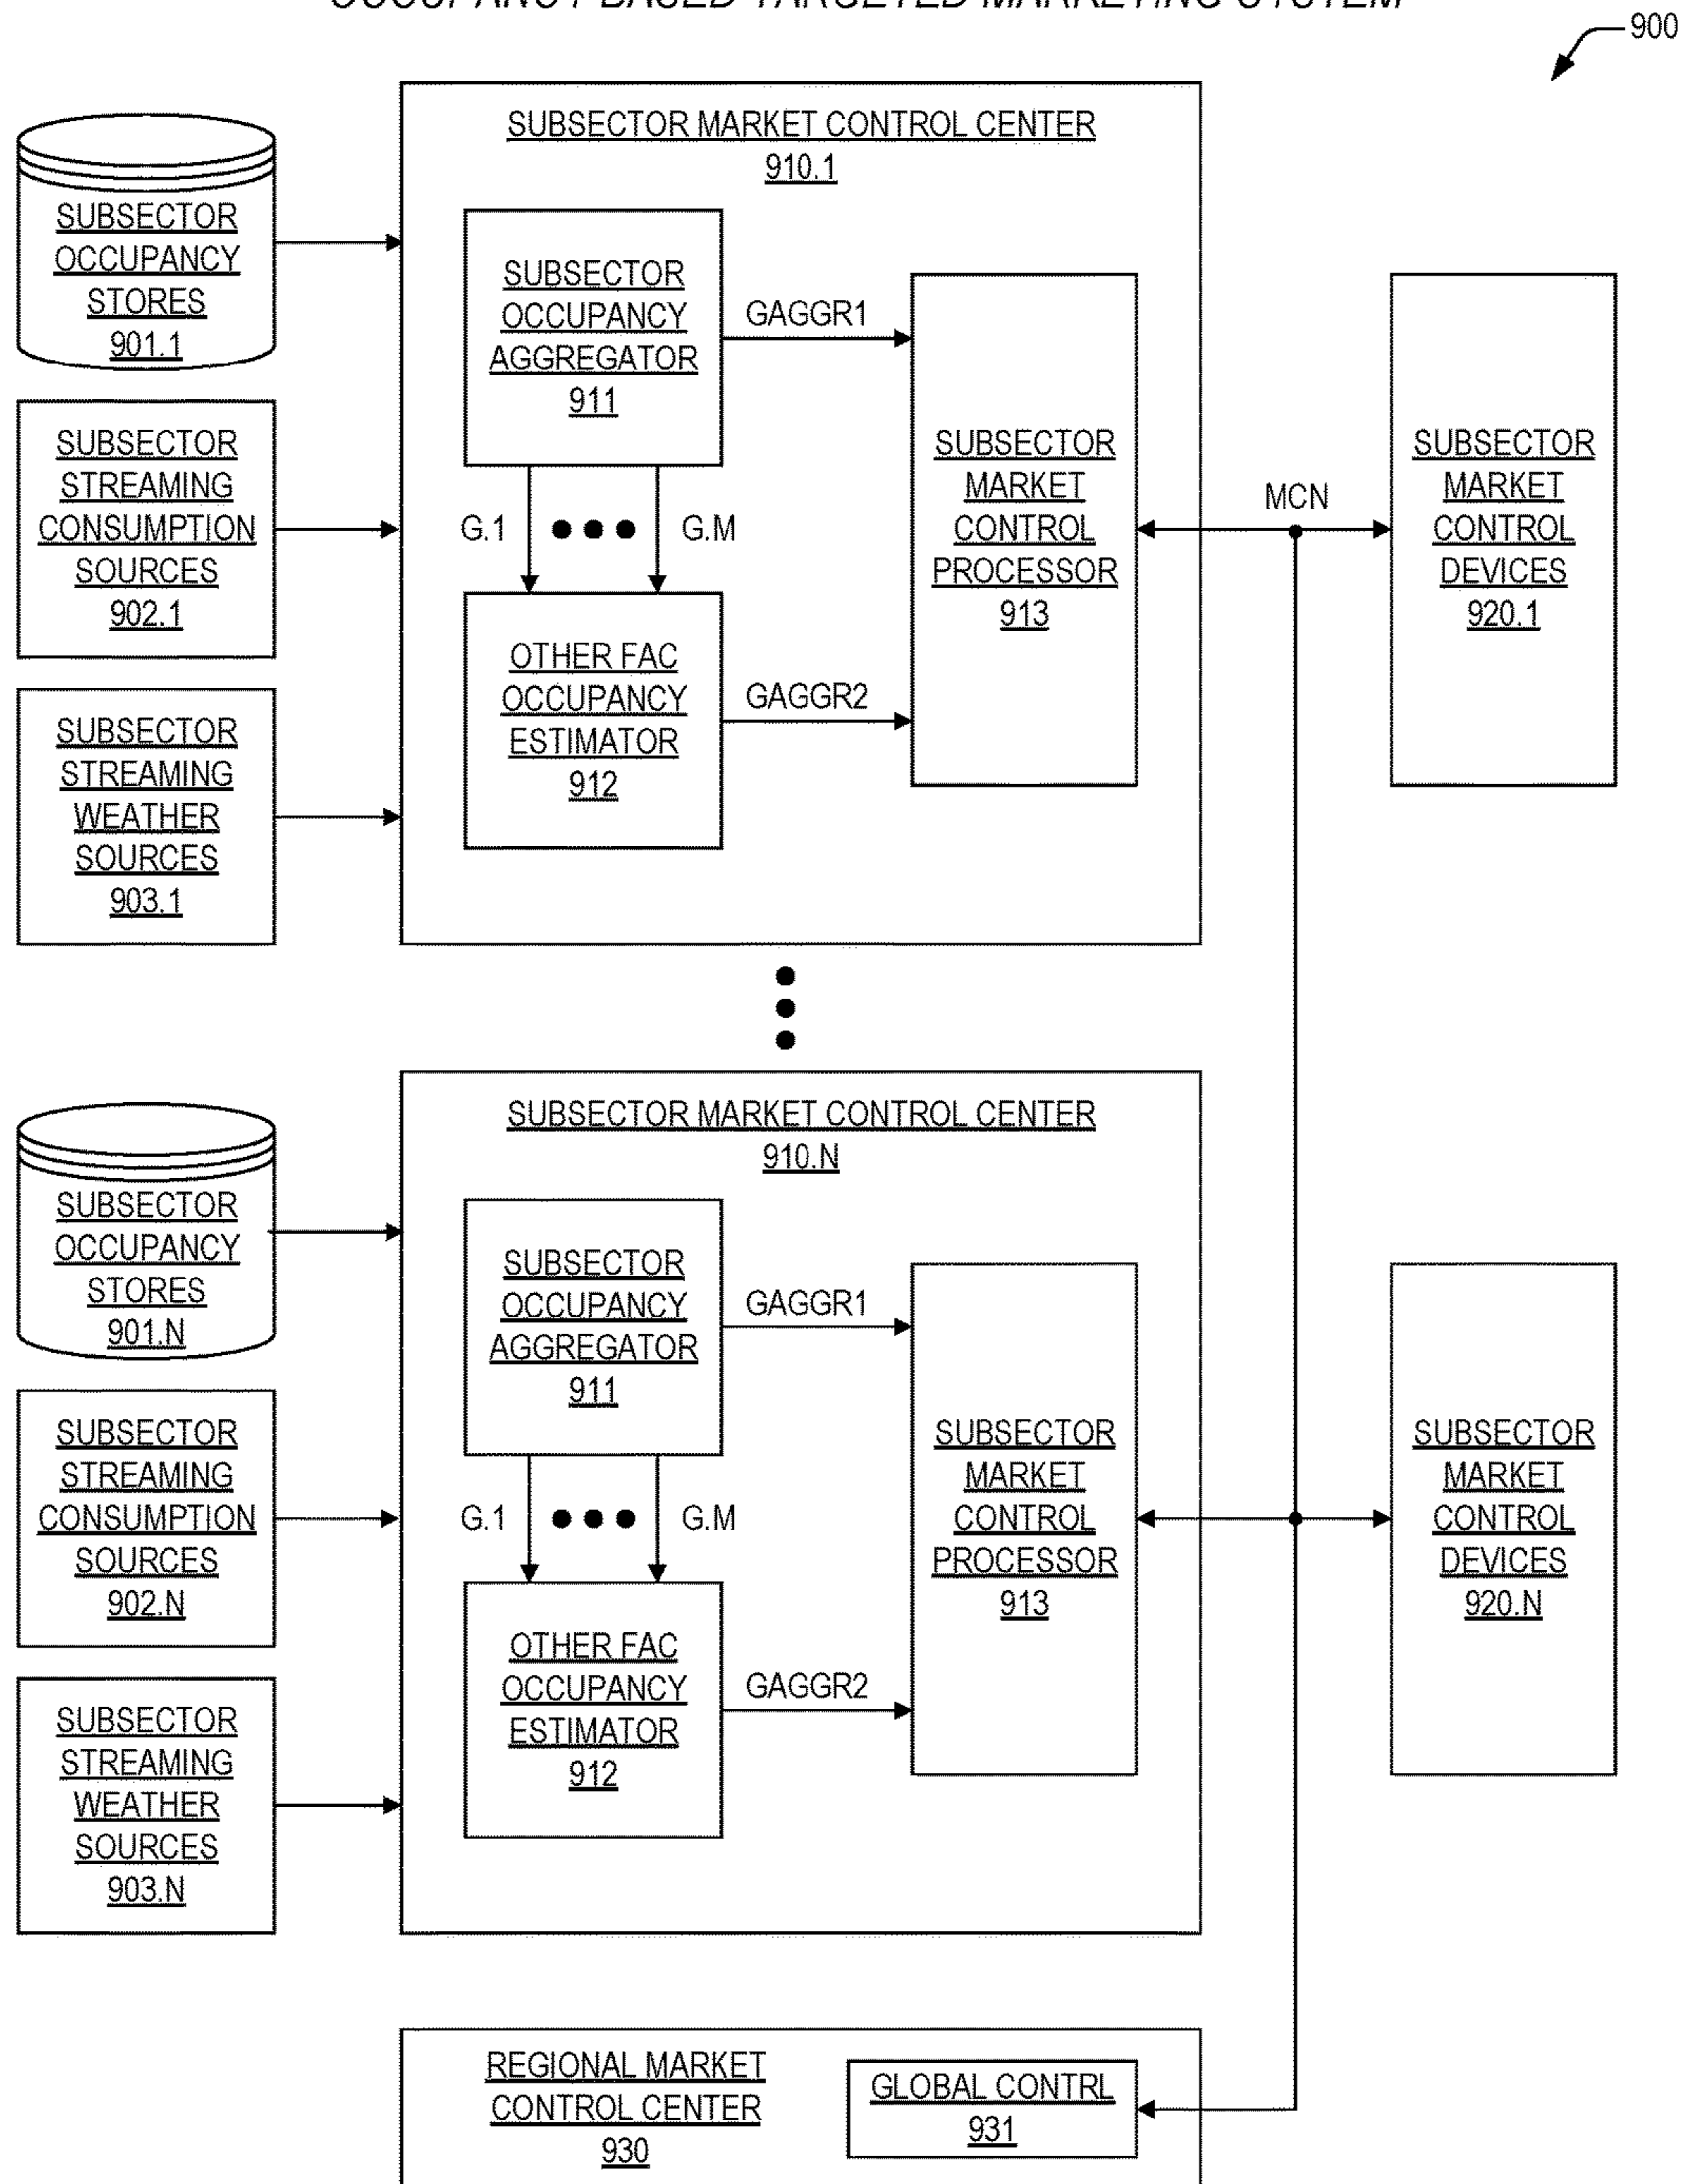 OCCUPANCY BASED TARGETED MARKETING SYSTEM
900
SUBSECTOR
OCCUPANCY
STORES
901.1
SUBSECTOR
STREAMING
CONSUMPTION
SOURCES
902.1
SUBSECTOR
STREAMING
WEATHER
SOURCES
903.1
SUBSECTOR MARKET CONTROL CENTER
910.1
SUBSECTOR
OCCUPANCY
AGGREGATOR
911
GAGGR1
G.1
G.M
OTHER FAC
OCCUPANCY
ESTIMATOR
912
GAGGR2
SUBSECTOR
MARKET
CONTROL
PROCESSOR
913
MCN
SUBSECTOR
MARKET
CONTROL
DEVICES
920.1
SUBSECTOR
OCCUPANCY
STORES
901.N
SUBSECTOR
STREAMING
CONSUMPTION
SOURCES
902.N
SUBSECTOR
STREAMING
WEATHER
SOURCES
903.N
SUBSECTOR MARKET CONTROL CENTER
910.N
SUBSECTOR
OCCUPANCY
AGGREGATOR
911
GAGGR1
G.1
G.M
OTHER FAC
OCCUPANCY
ESTIMATOR
912
GAGGR2
SUBSECTOR
MARKET
CONTROL
PROCESSOR
913
SUBSECTOR
MARKET
CONTROL
DEVICES
920.N
REGIONAL MARKET
CONTROL CENTER
930
GLOBAL CONTRL
931